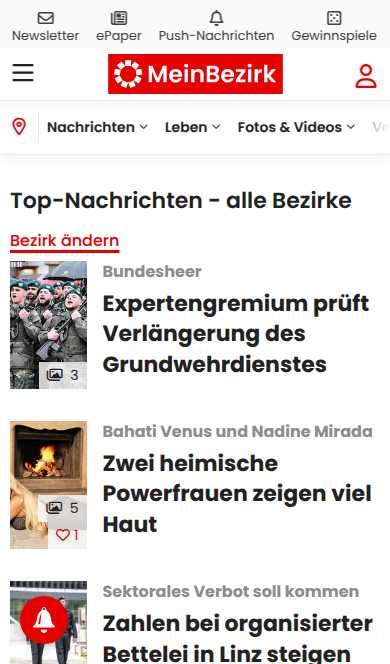 Newsletter ePaper Push-Nachrichten Gewinnspiele
MeinBezirk
Nachrichten Leben Fotos & Videos Ve
Top-Nachrichten - alle Bezirke
Bezirk ändern
Bundesheer
Expertengremium prüft
Verlängerung des
Grundwehrdienstes
3
Bahati Venus und Nadine Mirada
Zwei heimische
Powerfrauen zeigen viel
Haut
5
1
Sektorales Verbot soll kommen
Zahlen bei organisierter
Bettelei in Linz steigen